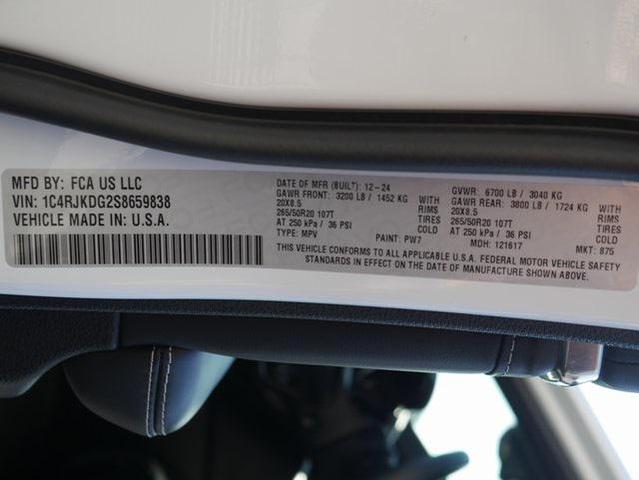 MFD BY: FCA US LLC
VIN: 1C4RJKDG2S8659838
VEHICLE MADE IN: U.S.A.
DATE OF MFR (BUILT): 12-24
GAWR FRONT: 3200 LB / 1452 KG WITH
20X8.5 RIMS
265/50R20 107T TIRES
AT 250 kPa / 36 PSI COLD
TYPE: MPV PAINT: PW7
GVWR: 6700 LB / 3040 KG
GAWR REAR: 3800 LB / 1724 KG WITH
20X8.5 RIMS
265/50R20 107T TIRES
AT 250 kPa / 36 PSI COLD
MDH: 121617 MKT: 875
THIS VEHICLE CONFORMS TO ALL APPLICABLE U.S.A. FEDERAL MOTOR VEHICLE SAFETY
STANDARDS IN EFFECT ON THE DATE OF MANUFACTURE SHOWN ABOVE.